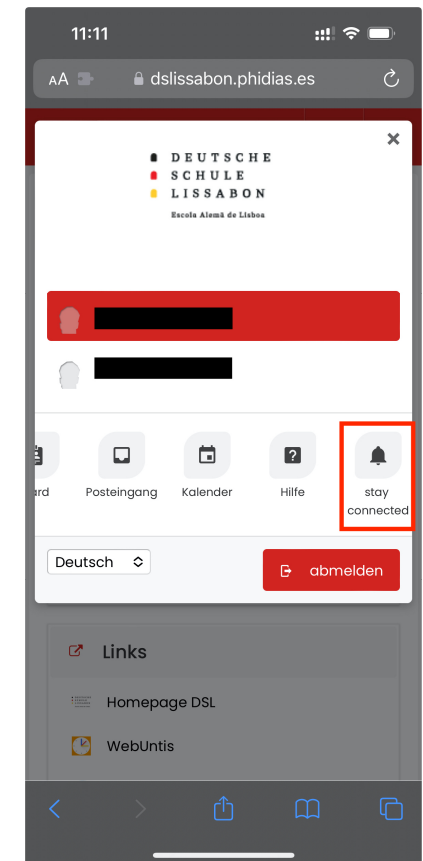 11:11
AA dslissabon.phidias.es
DEUTSCHE
SCHULE
LISSABON
Escola Alemã de Lisboa
ard Posteingang Kalender Hilfe stay
connected
Deutsch abmelden
Links
Homepage DSL
WebUntis